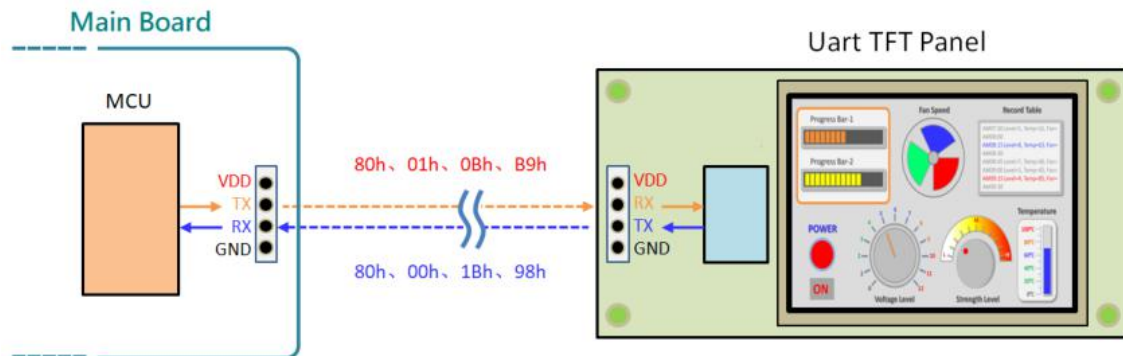 Main Board
Uart TFT Panel
MCU
VDD
TX
RX
GND
80h、01h、0Bh、B9h
80h、00h、1Bh、98h
VDD
RX
TX
GND
Progress Bar-1
Progress Bar-2
Fan Speed
Record Table
POWER
ON
Voltage Level
Strength Level
Temperature